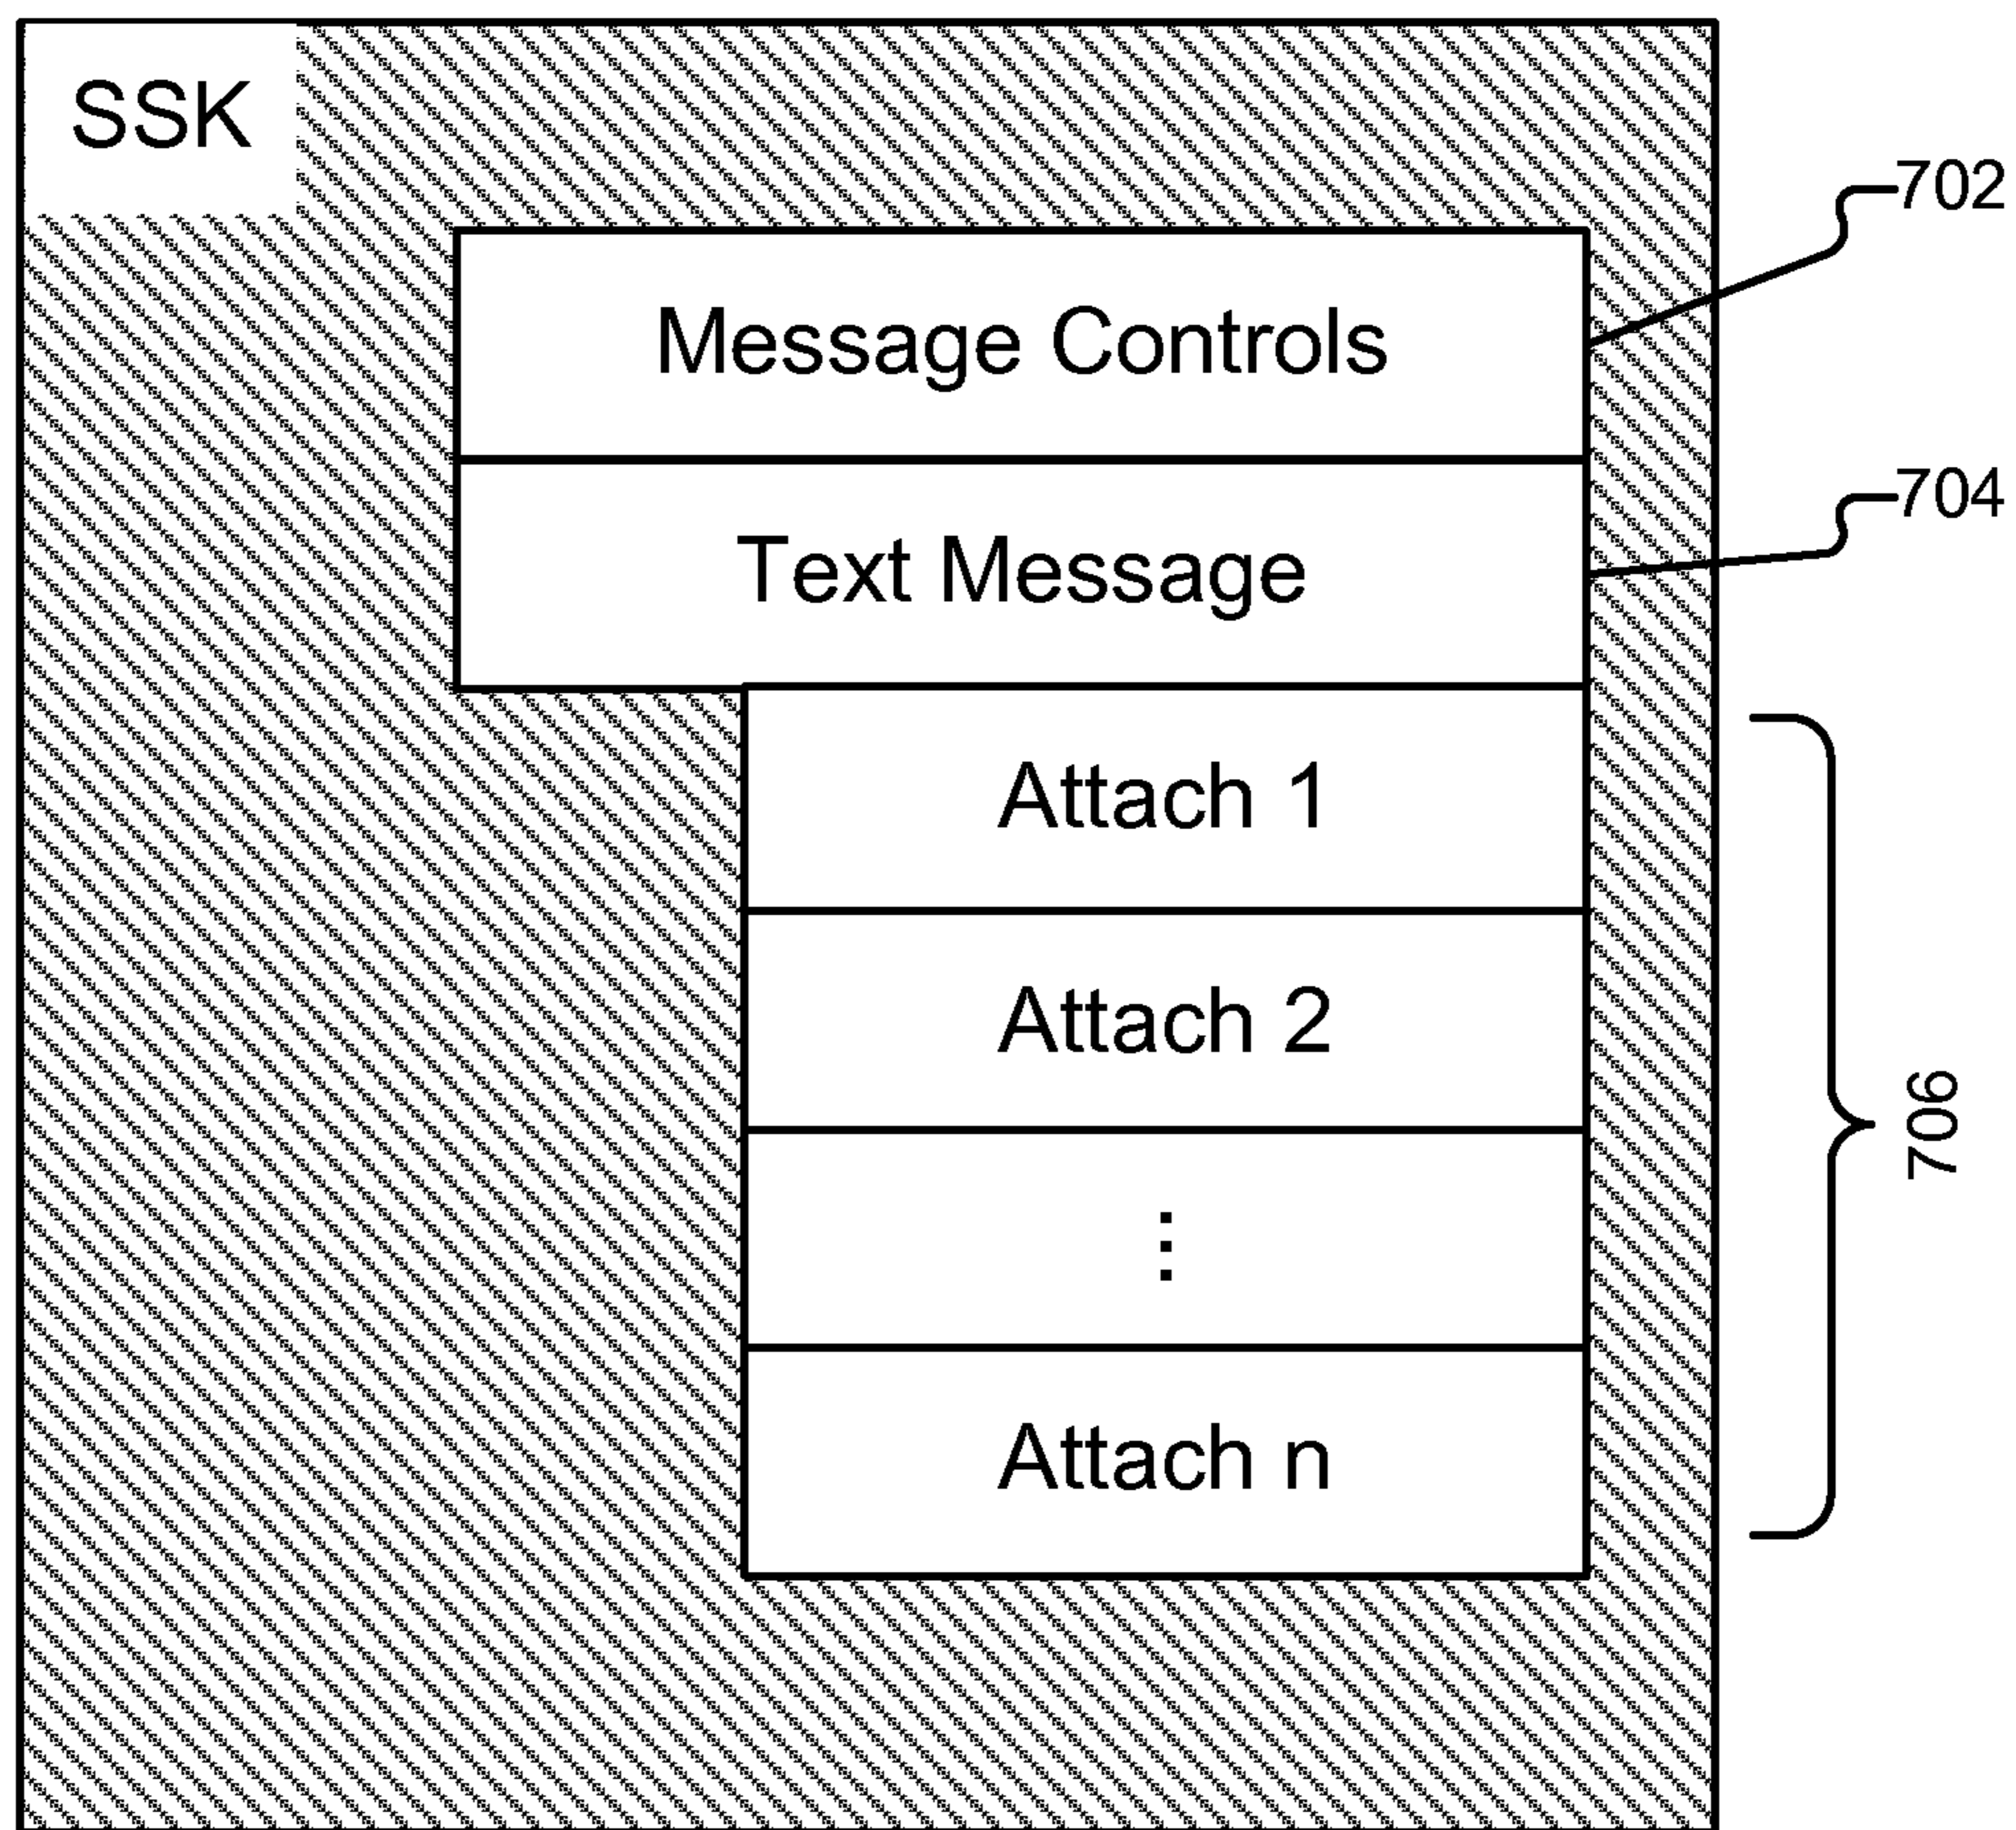 SSK
702
Message Controls
704
Text Message
Attach 1
Attach 2
706
⋮
Attach n